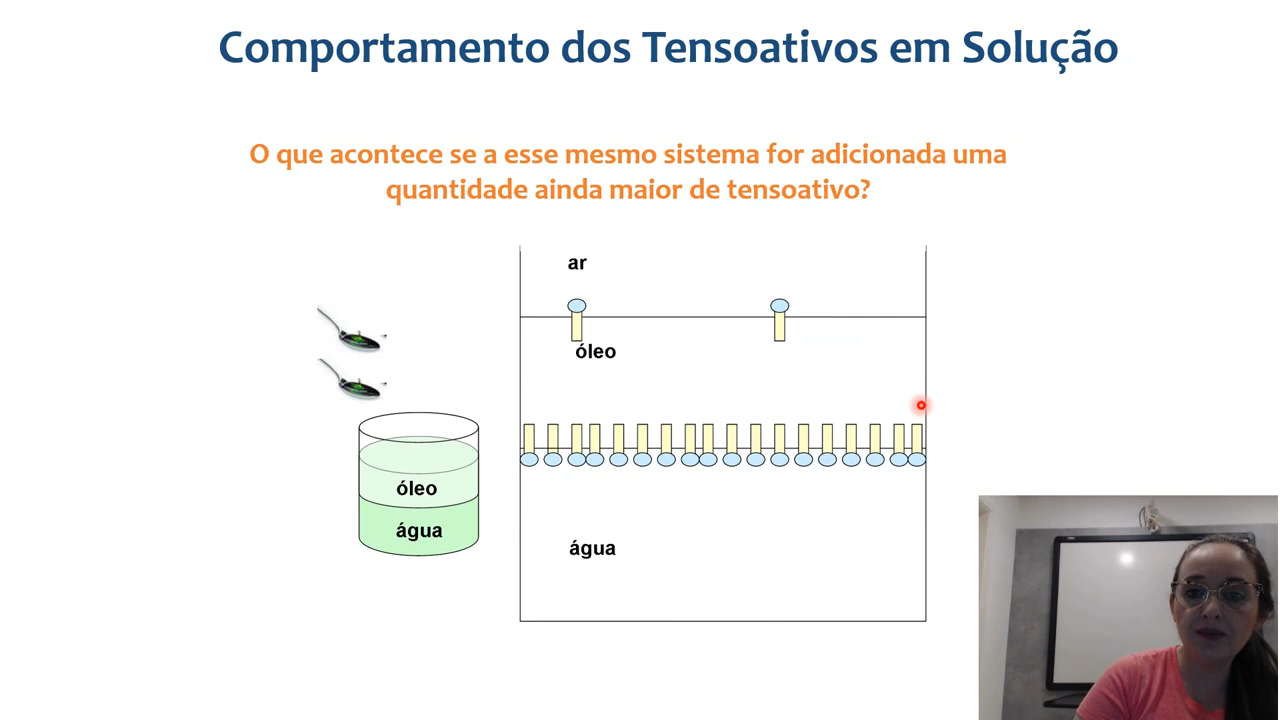 Comportamento dos Tensoativos em Solução
O que acontece se a esse mesmo sistema for adicionada uma
quantidade ainda maior de tensoativo?
ar
óleo
óleo
água
água